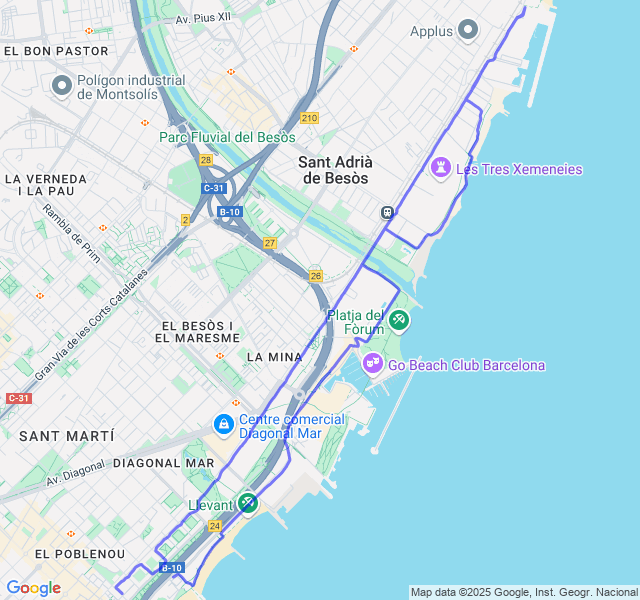 Av. Pius XII
Applus
EL BON PASTOR
Polígon industrial
de Montsolís
210
Parc Fluvial del Besòs
28
Sant Adrià
de Besòs
Les Tres Xemeneies
LA VERNEDA
I LA PAU
C-31
B-10
2
Rambla de Prim
27
26
Gran Via de les Corts Catalanes
Platja del
Fòrum
EL BESÒS I
EL MARESME
LA MINA
Go Beach Club Barcelona
C-31
Centre comercial
Diagonal Mar
SANT MARTÍ
Av. Diagonal
DIAGONAL MAR
Llevant
24
EL POBLENOU
B-10
Google
Map data ©2025 Google, Inst. Geogr. Nacional